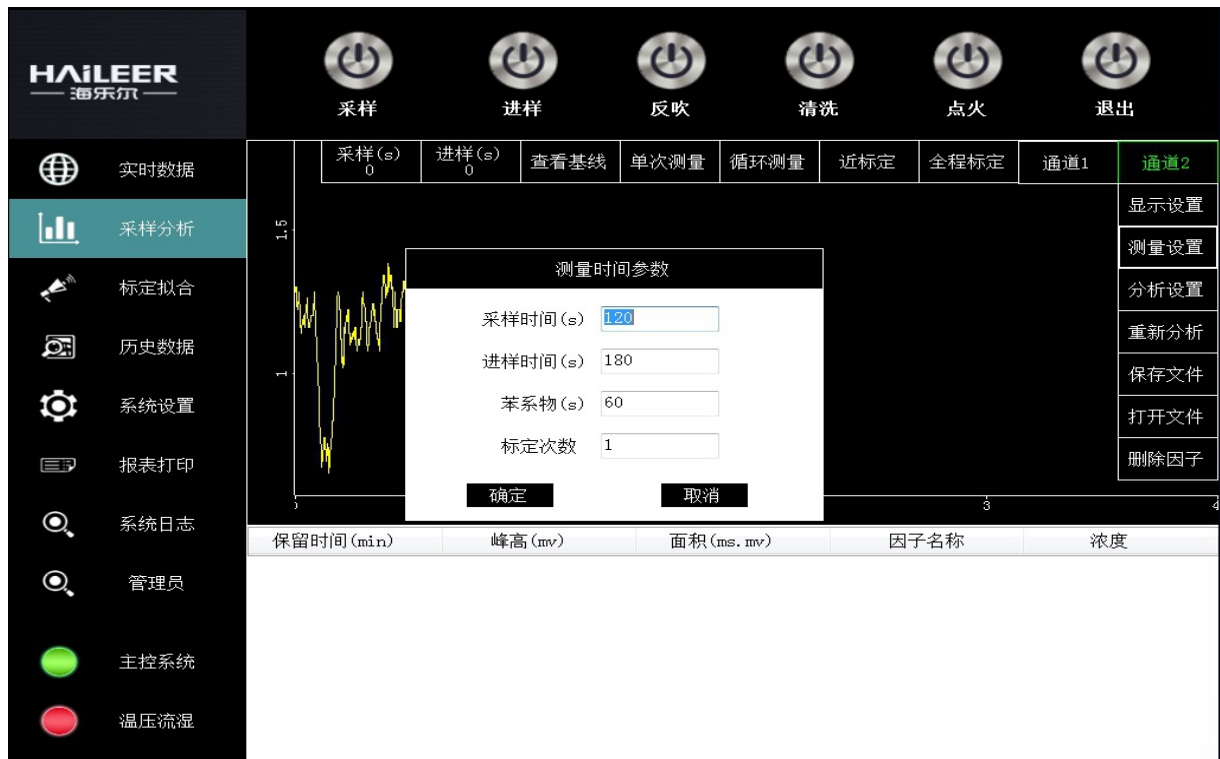 HAiLEER
海乐尔
采样
进样
反吹
清洗
点火
退出
实时数据
采样分析
标定拟合
历史数据
系统设置
报表打印
系统日志
管理员
主控系统
温压流湿
采样(s)
0
进样(s)
0
查看基线
单次测量
循环测量
近标定
全程标定
通道1
通道2
显示设置
测量设置
分析设置
重新分析
保存文件
打开文件
删除因子
1.5
1
测量时间参数
采样时间(s) 120
进样时间(s) 180
苯系物(s) 60
标定次数 1
确定 取消
3 4
保留时间(min) 峰高(mv) 面积(ms.mv) 因子名称 浓度